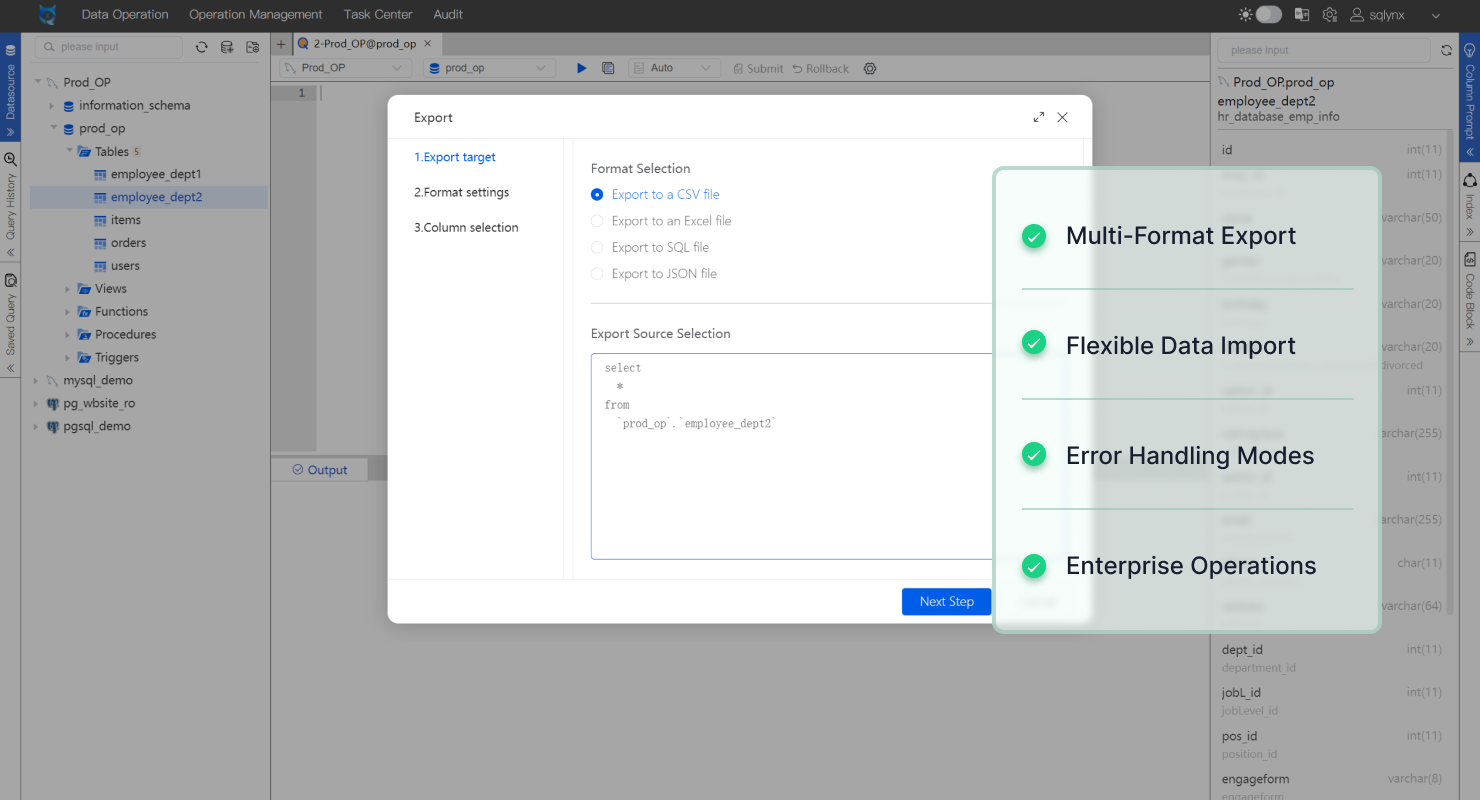 Data Operation
Operation Management
Task Center
Audit
sqlynx
please input
2-Prod_OP@prod_op
Prod_OP
prod_op
Auto
Submit
Rollback
1
Datasource
Query History
Saved Query
Prod_OP
information_schema
prod_op
Tables 5
employee_dept1
employee_dept2
items
orders
users
Views
Functions
Procedures
Triggers
mysql_demo
pg_wbsite_ro
pgsql_demo
Output
Export
1.Export target
2.Format settings
3.Column selection
Format Selection
Export to a CSV file
Export to an Excel file
Export to SQL file
Export to JSON file
Export Source Selection
select
*
from
`prod_op`.`employee_dept2`
Next Step
Multi-Format Export
Flexible Data Import
Error Handling Modes
Enterprise Operations
please input
Prod_OP.prod_op
employee_dept2
hr_database_emp_info
id int(11)
int(11)
varchar(50)
varchar(20)
varchar(20)
varchar(20)
divorced
int(11)
varchar(255)
int(11)
varchar(255)
char(11)
varchar(64)
dept_id int(11)
department_id
jobL_id int(11)
jobLevel_id
pos_id int(11)
position_id
engageform varchar(8)
engageform
Column Prompt
Index
Code Block